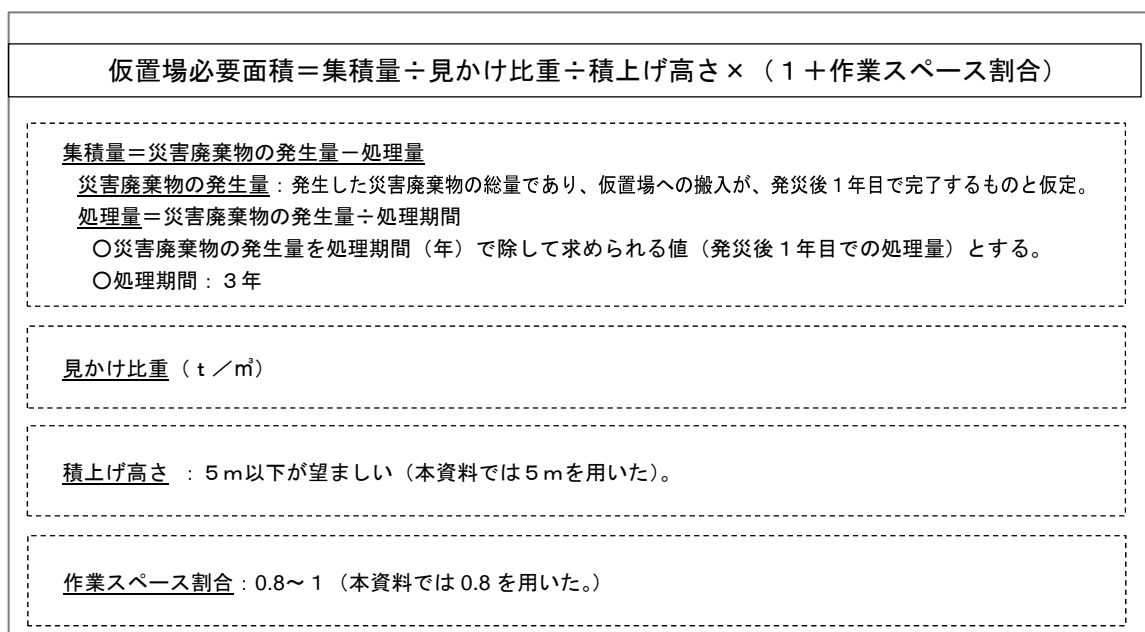 仮置場必要面積＝集積量÷見かけ比重÷積上げ高さ×（１＋作業スペース割合）
集積量＝災害廃棄物の発生量－処理量
災害廃棄物の発生量：発生した災害廃棄物の総量であり、仮置場への搬入が、発災後１年目で完了するものと仮定。
処理量＝災害廃棄物の発生量÷処理期間
〇災害廃棄物の発生量を処理期間（年）で除して求められる値（発災後１年目での処理量）とする。
〇処理期間：３年
見かけ比重（ｔ／㎥）
積上げ高さ ：５ｍ以下が望ましい（本資料では５ｍを用いた）。
作業スペース割合：0.8～１（本資料では 0.8 を用いた。）